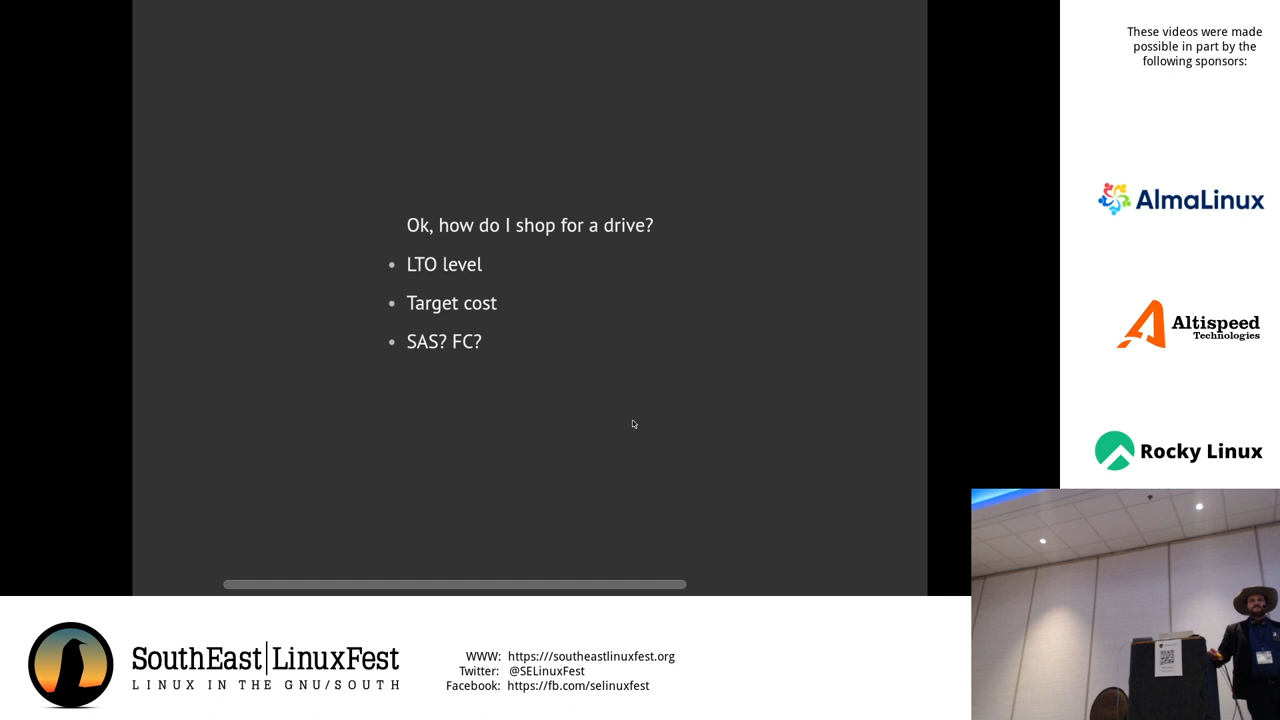 Ok, how do I shop for a drive?
• LTO level
• Target cost
• SAS? FC?
These videos were made
possible in part by the
following sponsors:
AlmaLinux
Altispeed
Technologies
Rocky Linux
SouthEast|LinuxFest
LINUX IN THE GNU/SOUTH
WWW: https:///southeastlinuxfest.org
Twitter: @SELinuxFest
Facebook: https://fb.com/selinuxfest